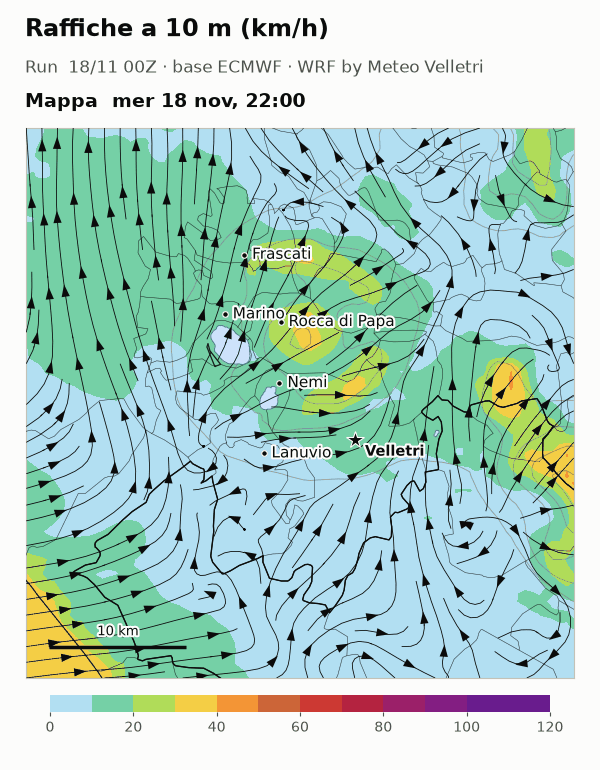 Raffiche a 10 m (km/h)
Run  18/11 00Z · base ECMWF · WRF by Meteo Velletri
Mappa  mer 18 nov, 22:00
Frascati
Marino
Rocca di Papa
Nemi
Velletri
Lanuvio
10 km
0 20 40 60 80 100 120